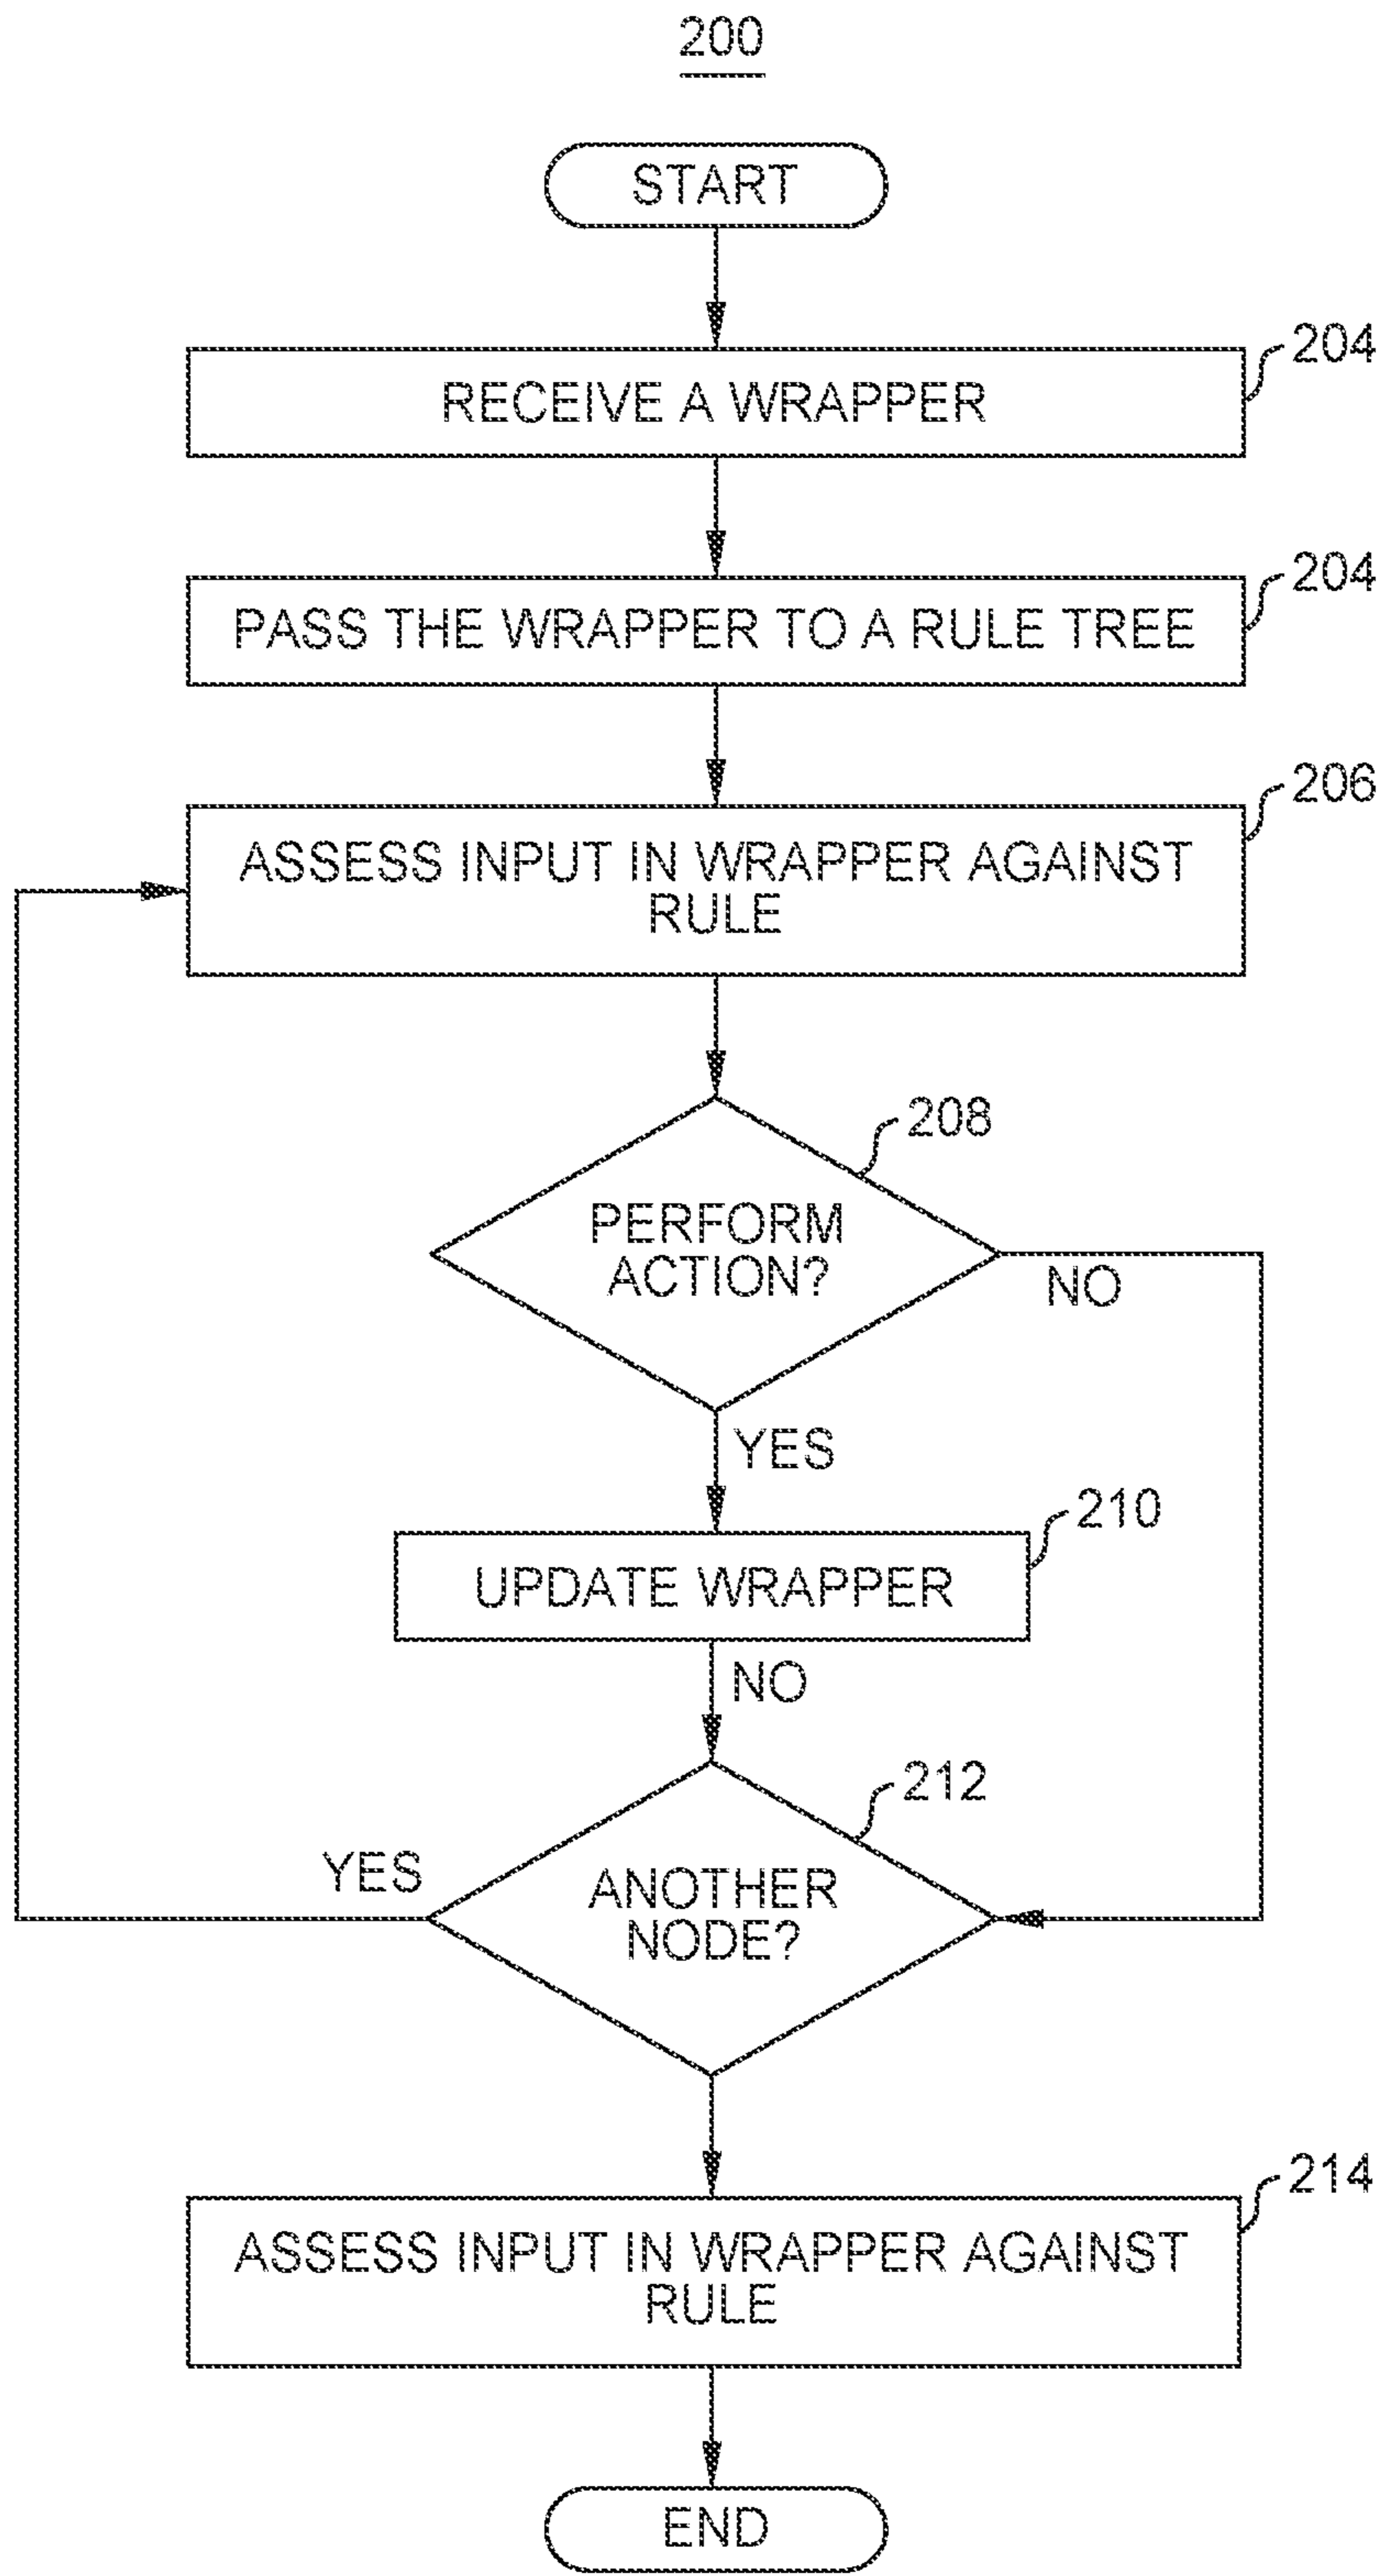 200
START
204
RECEIVE A WRAPPER
204
PASS THE WRAPPER TO A RULE TREE
206
ASSESS INPUT IN WRAPPER AGAINST
RULE
208
PERFORM
ACTION?
NO
YES
210
UPDATE WRAPPER
NO
212
YES
ANOTHER
NODE?
214
ASSESS INPUT IN WRAPPER AGAINST
RULE
END